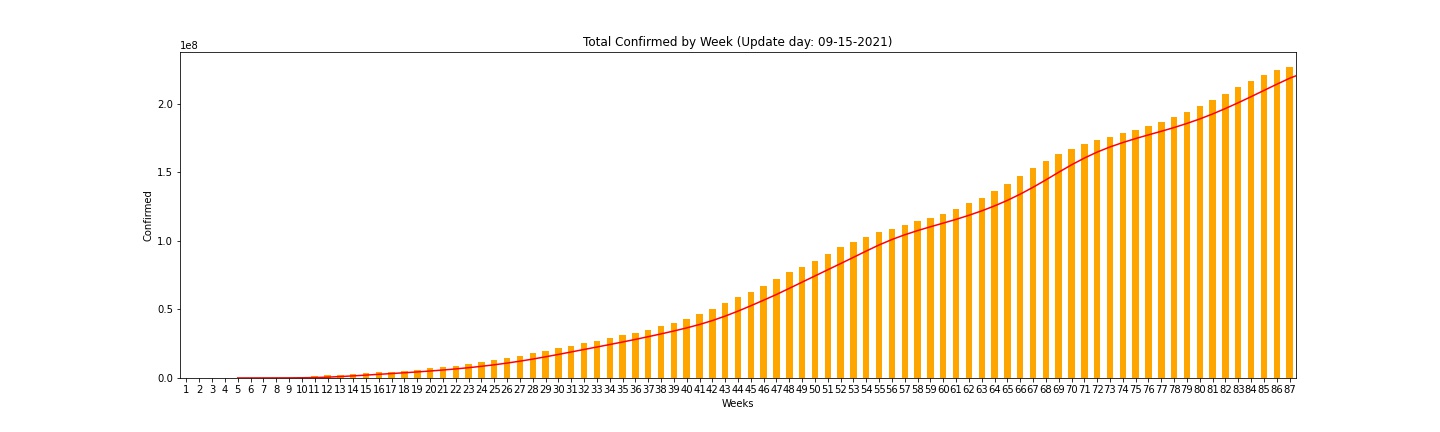 Total Confirmed by Week (Update day: 09-15-2021)
1e8
2.0
1.5
1.0
0.5
0.0
Confirmed
1 2 3 4 5 6 7 8 9 10 11 12 13 14 15 16 17 18 19 20 21 22 23 24 25 26 27 28 29 30 31 32 33 34 35 36 37 38 39 40 41 42 43 44 45 46 47 48 49 50 51 52 53 54 55 56 57 58 59 60 61 62 63 64 65 66 67 68 69 70 71 72 73 74 75 76 77 78 79 80 81 82 83 84 85 86 87
Weeks